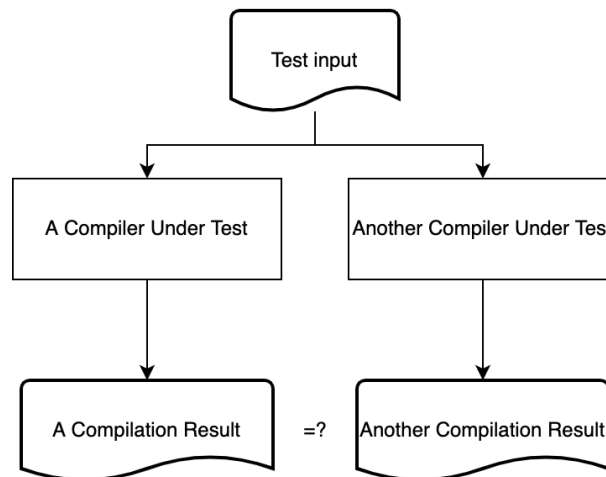 Test input
A Compiler Under Test
Another Compiler Under Tes
A Compilation Result
=?
Another Compilation Result